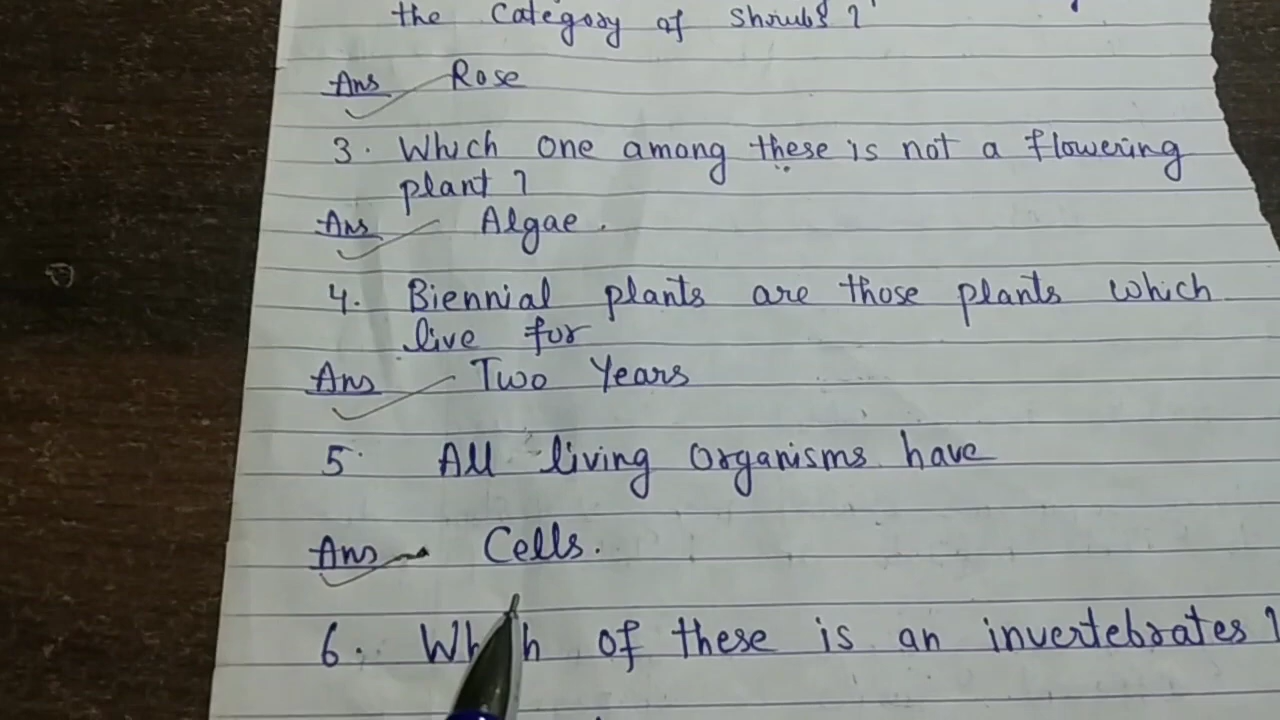 the Category of Shrubs ?
Ans Rose
3. Which one among these is not a flowering
plant ?
Ans Algae.
4. Biennial plants are those plants which
live for
Ans Two Years
5. All living organisms have
Ans Cells.
6. Which of these is an invertebrates ?